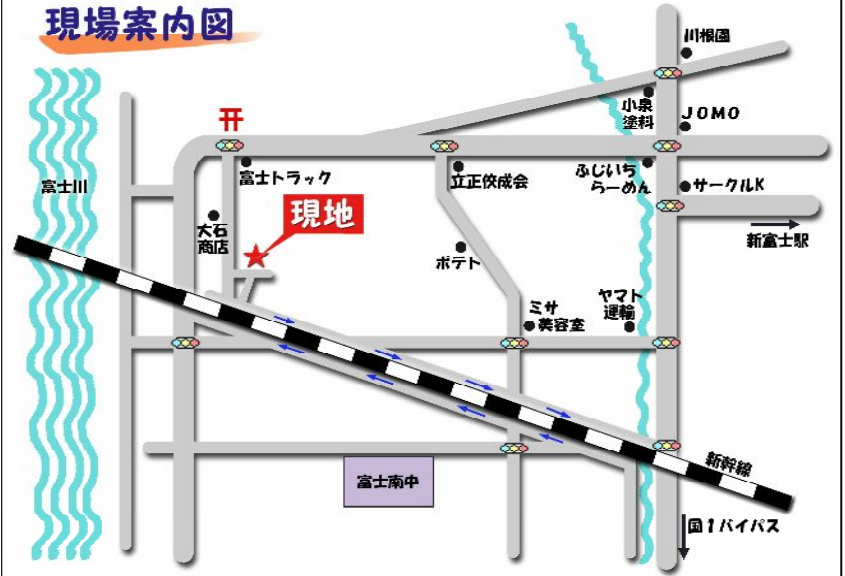 現場案内図
川根園
小泉
塗料
JOMO
富士川
富士トラック
立正佼成会
ふじいち
らーめん
サークルK
現地
大石
商店
新富士駅
ポテト
ミサ
美容室
ヤマト
運輸
新幹線
富士南中
国1バイパス